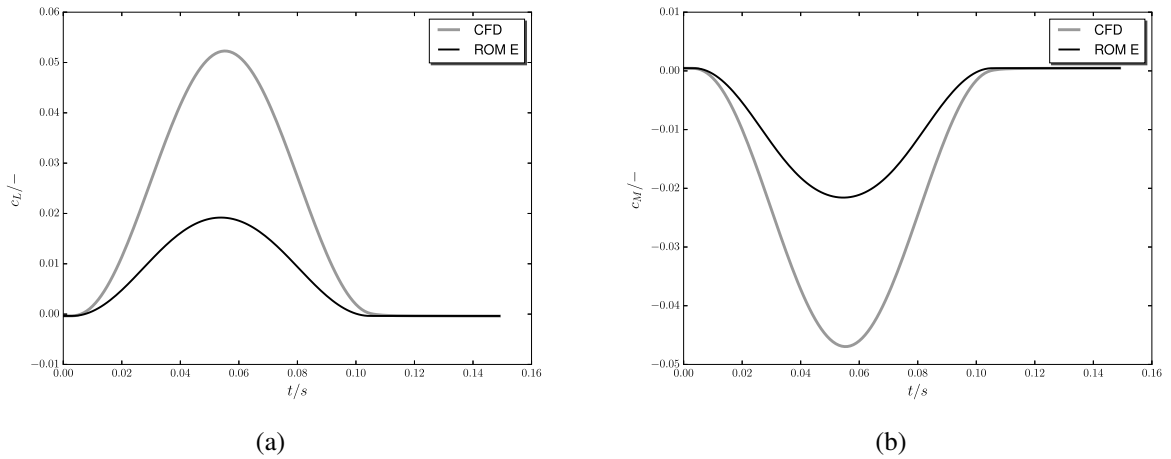 0.06
0.05
0.04
0.03
0.02
0.01
0.00
−0.01
c_L/−
0.00 0.02 0.04 0.06 0.08 0.10 0.12 0.14 0.16
t/s
CFD
ROM E
(a)
0.01
0.00
−0.01
−0.02
−0.03
−0.04
−0.05
c_M/−
0.00 0.02 0.04 0.06 0.08 0.10 0.12 0.14 0.16
t/s
CFD
ROM E
(b)